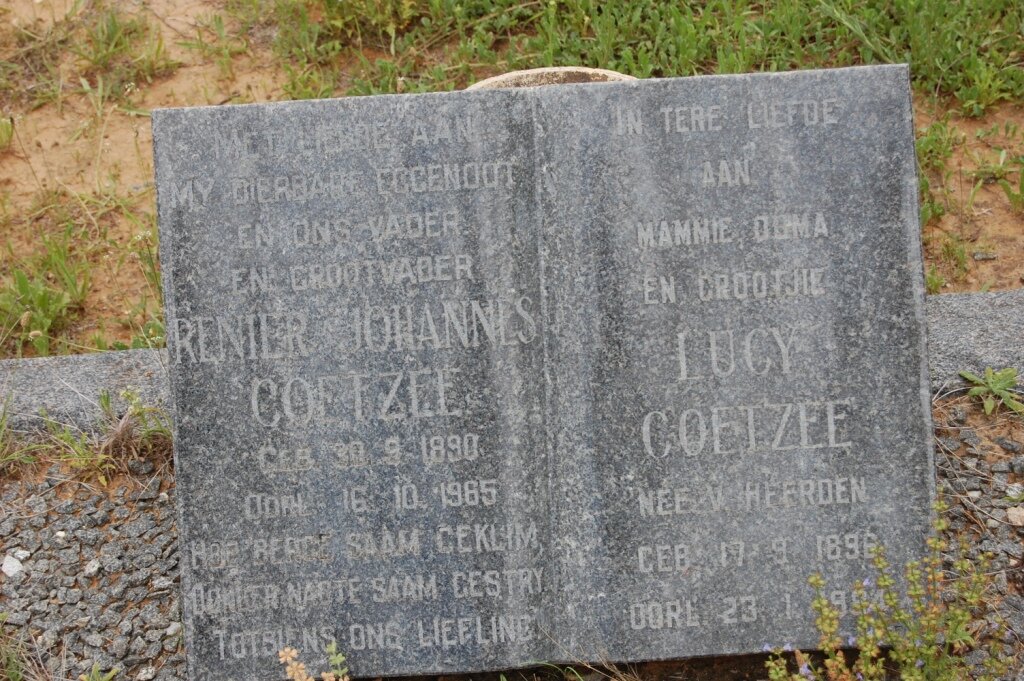 MET LIEFDE AAN
MY DIERBARE EGGENOOT
EN ONS VADER
EN GROOTVADER
RENIER JOHANNES
COETZEE
GEB. 30. 9. 1890
OORL. 16. 10. 1965
HOË BERGE SAAM GEKLIM,
DONKER NAGTE SAAM GESTRY.
TOTSIENS ONS LIEFLING
IN TERE LIEFDE
AAN
MAMMIE, OUMA
EN GROOTJIE
LUCY
COETZEE
NEE V. HEERDEN
GEB. 17. 9. 1896
OORL. 23. 1.